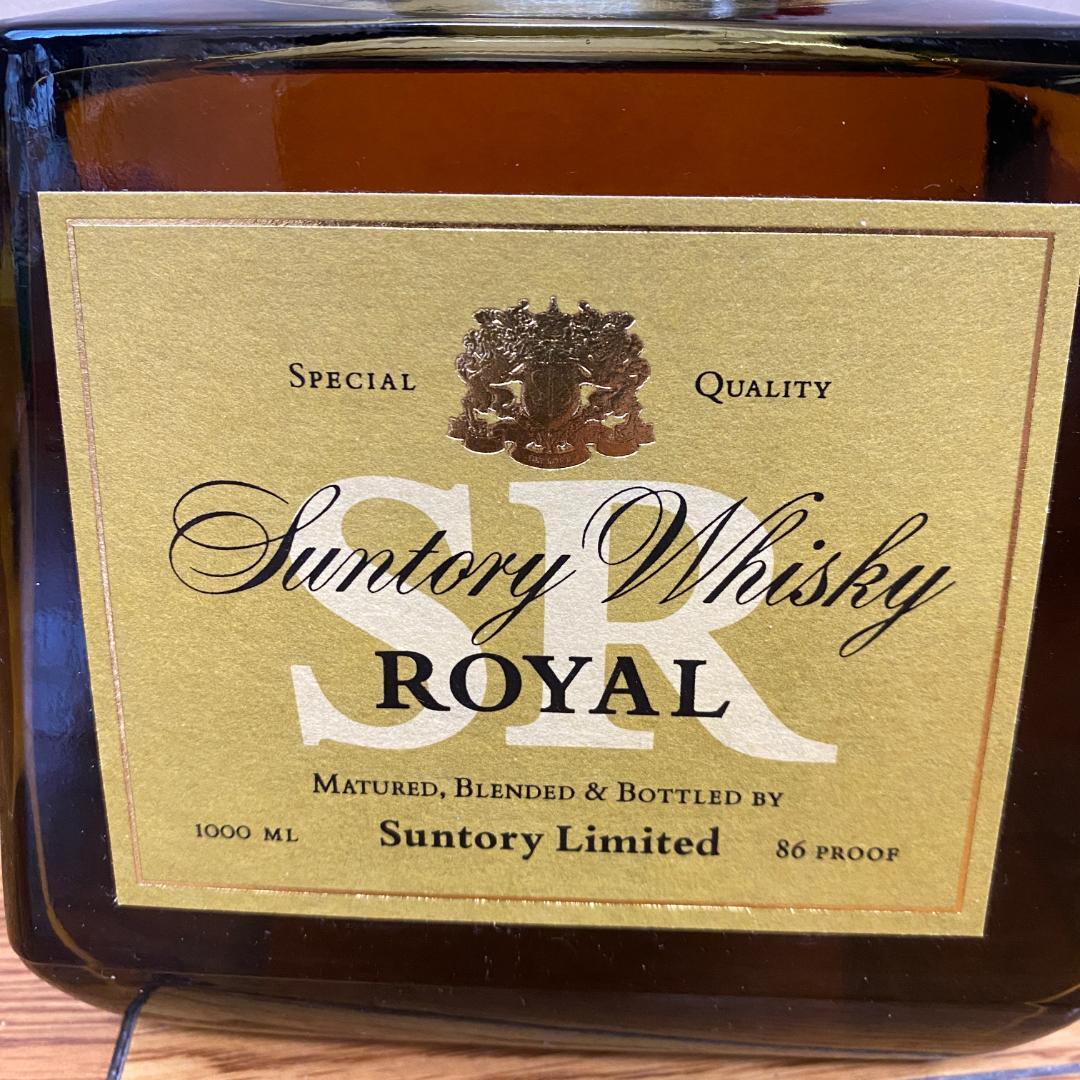 SPECIAL QUALITY
SR
Suntory Whisky
ROYAL
MATURED, BLENDED & BOTTLED BY
1000 ML Suntory Limited 86 PROOF